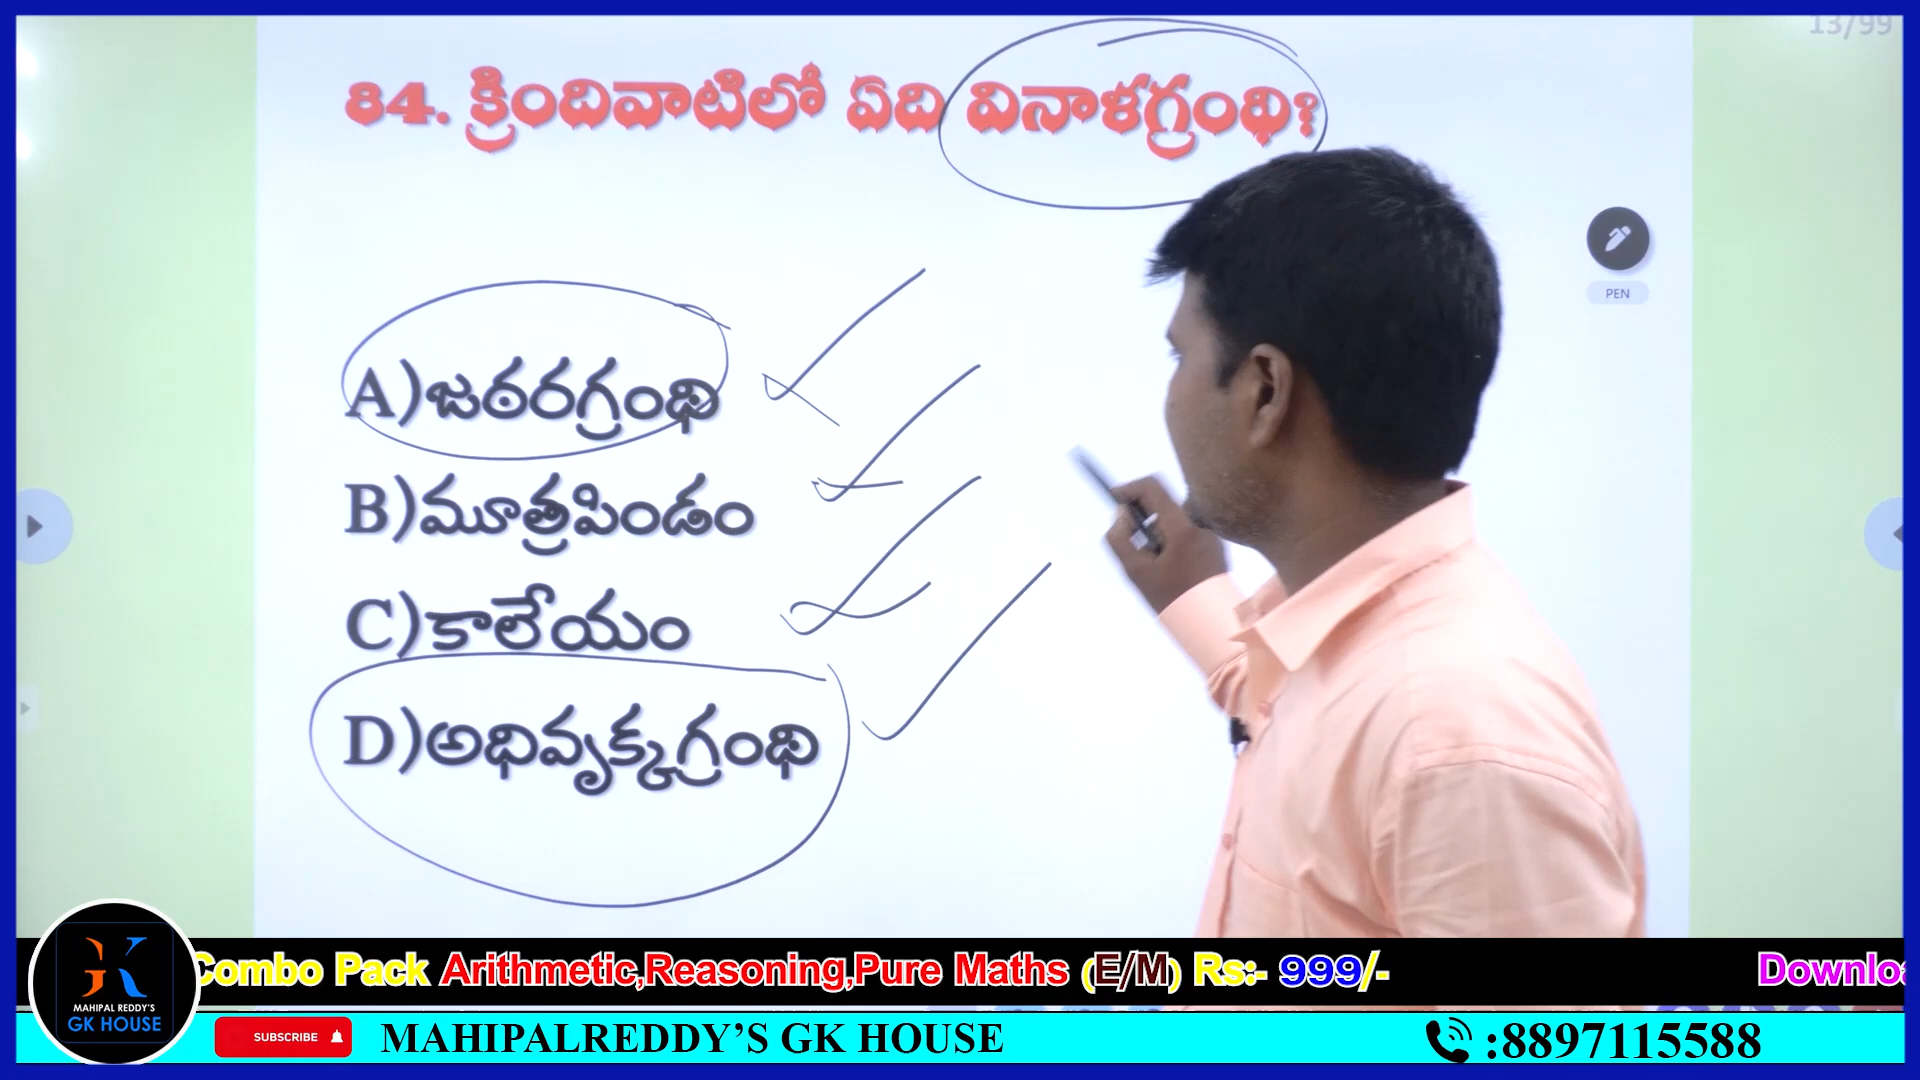 13/99
84. క్రిందివాటిలో ఏది వినాళగ్రంథి?
PEN
A)జఠరగ్రంథి
B)మూత్రపిండం
C)కాలేయం
D)అధివృక్కగ్రంథి
Combo Pack Arithmetic,Reasoning,Pure Maths (E/M) Rs:- 999/-
MAHIPAL REDDY'S
GK HOUSE
SUBSCRIBE
MAHIPALREDDY'S GK HOUSE
:8897115588